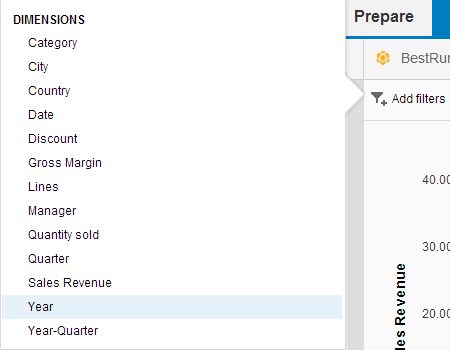 DIMENSIONS
Category
City
Country
Date
Discount
Gross Margin
Lines
Manager
Quantity sold
Quarter
Sales Revenue
Year
Year-Quarter
Prepare
Add filters
40.00
30.00
20.00
Revenue